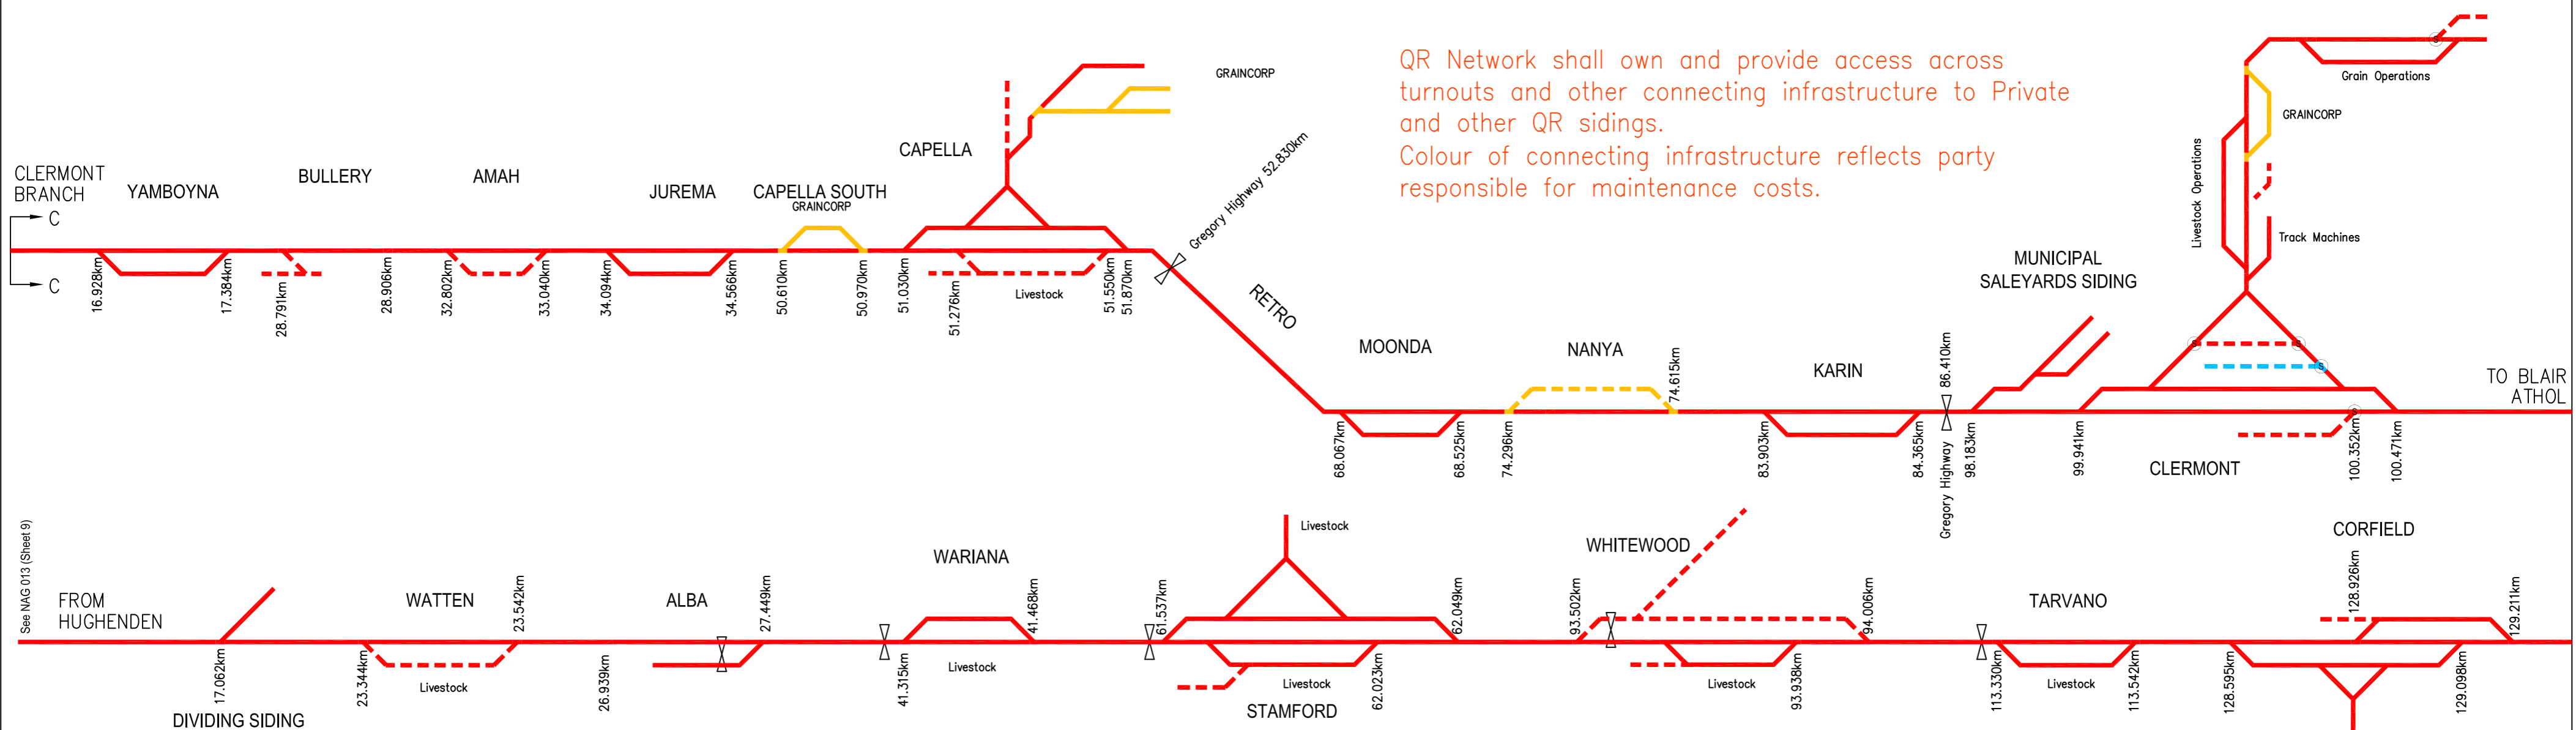 QR Network shall own and provide access across
turnouts and other connecting infrastructure to Private
and other QR sidings.
Colour of connecting infrastructure reflects party
responsible for maintenance costs.
CLERMONT
BRANCH
C
C
YAMBOYNA
BULLERY
AMAH
JUREMA
CAPELLA SOUTH
GRAINCORP
CAPELLA
GRAINCORP
Livestock
16.928km
17.384km
28.791km
28.906km
32.802km
33.040km
34.094km
34.566km
50.610km
50.970km
51.030km
51.276km
51.550km
51.870km
Gregory Highway 52.830km
RETRO
MOONDA
NANYA
KARIN
68.067km
68.525km
74.296km
74.615km
83.903km
84.365km
Gregory Highway 86.410km
98.183km
MUNICIPAL
SALEYARDS SIDING
Livestock Operations
Grain Operations
GRAINCORP
Track Machines
S
S
S
S
S
99.941km
100.352km
100.471km
CLERMONT
TO BLAIR
ATHOL
See NAG 013 (Sheet 9)
FROM
HUGHENDEN
17.062km
DIVIDING SIDING
WATTEN
23.344km
23.542km
Livestock
ALBA
26.939km
27.449km
WARIANA
41.315km
41.468km
Livestock
61.537km
Livestock
62.049km
Livestock
62.023km
STAMFORD
WHITEWOOD
93.502km
94.006km
Livestock
93.938km
TARVANO
113.330km
Livestock
113.542km
CORFIELD
128.595km
128.926km
129.098km
129.211km